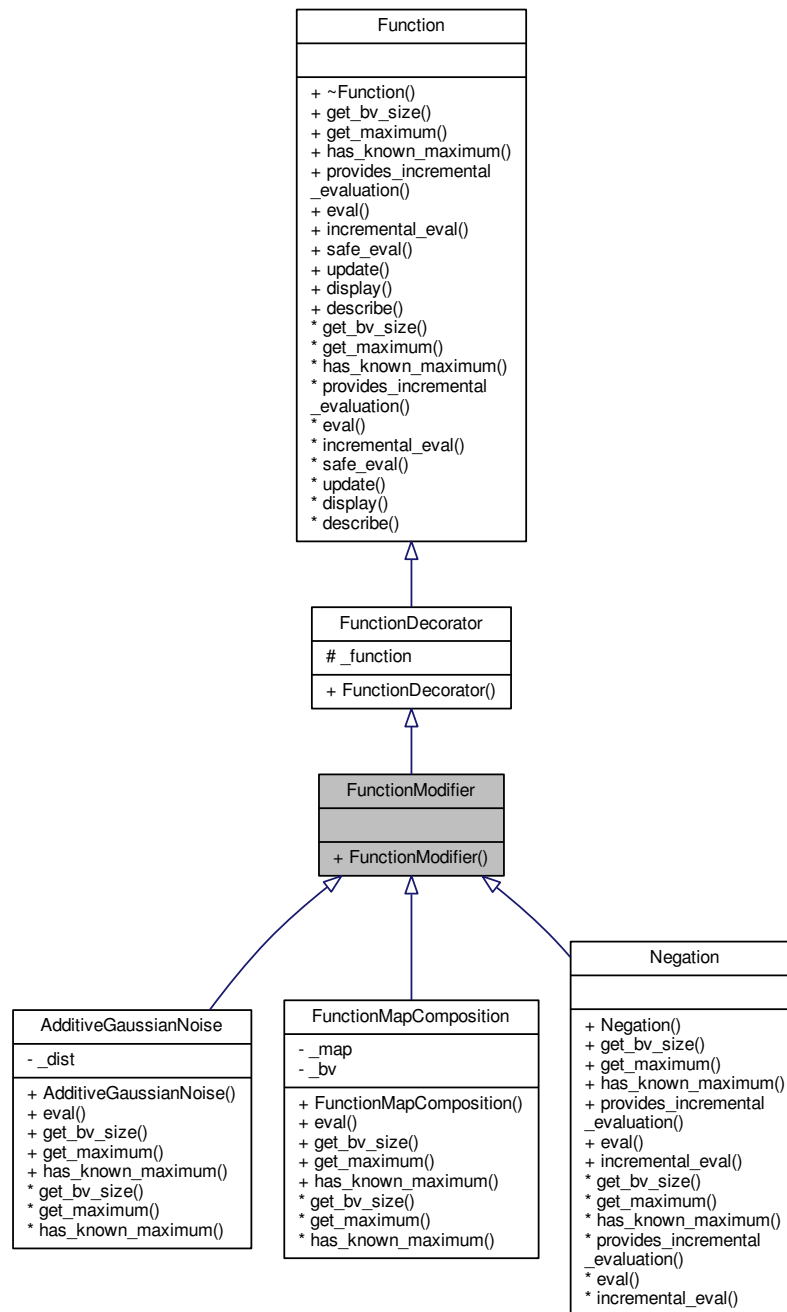 Function
+ ~Function()
+ get_bv_size()
+ get_maximum()
+ has_known_maximum()
+ provides_incremental
_evaluation()
+ eval()
+ incremental_eval()
+ safe_eval()
+ update()
+ display()
+ describe()
* get_bv_size()
* get_maximum()
* has_known_maximum()
* provides_incremental
_evaluation()
* eval()
* incremental_eval()
* safe_eval()
* update()
* display()
* describe()
FunctionDecorator
# _function
+ FunctionDecorator()
FunctionModifier
+ FunctionModifier()
AdditiveGaussianNoise
- _dist
+ AdditiveGaussianNoise()
+ eval()
+ get_bv_size()
+ get_maximum()
+ has_known_maximum()
* get_bv_size()
* get_maximum()
* has_known_maximum()
FunctionMapComposition
- _map
- _bv
+ FunctionMapComposition()
+ eval()
+ get_bv_size()
+ get_maximum()
+ has_known_maximum()
* get_bv_size()
* get_maximum()
* has_known_maximum()
Negation
+ Negation()
+ get_bv_size()
+ get_maximum()
+ has_known_maximum()
+ provides_incremental
_evaluation()
+ eval()
+ incremental_eval()
* get_bv_size()
* get_maximum()
* has_known_maximum()
* provides_incremental
_evaluation()
* eval()
* incremental_eval()